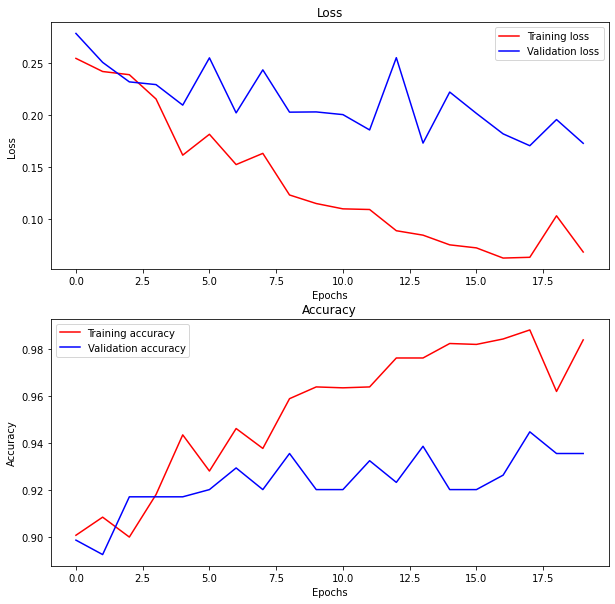 Loss
Training loss
Validation loss
0.25
0.20
0.15
0.10
Loss
0.0 2.5 5.0 7.5 10.0 12.5 15.0 17.5
Epochs
Accuracy
Training accuracy
Validation accuracy
0.98
0.96
0.94
0.92
0.90
Accuracy
0.0 2.5 5.0 7.5 10.0 12.5 15.0 17.5
Epochs